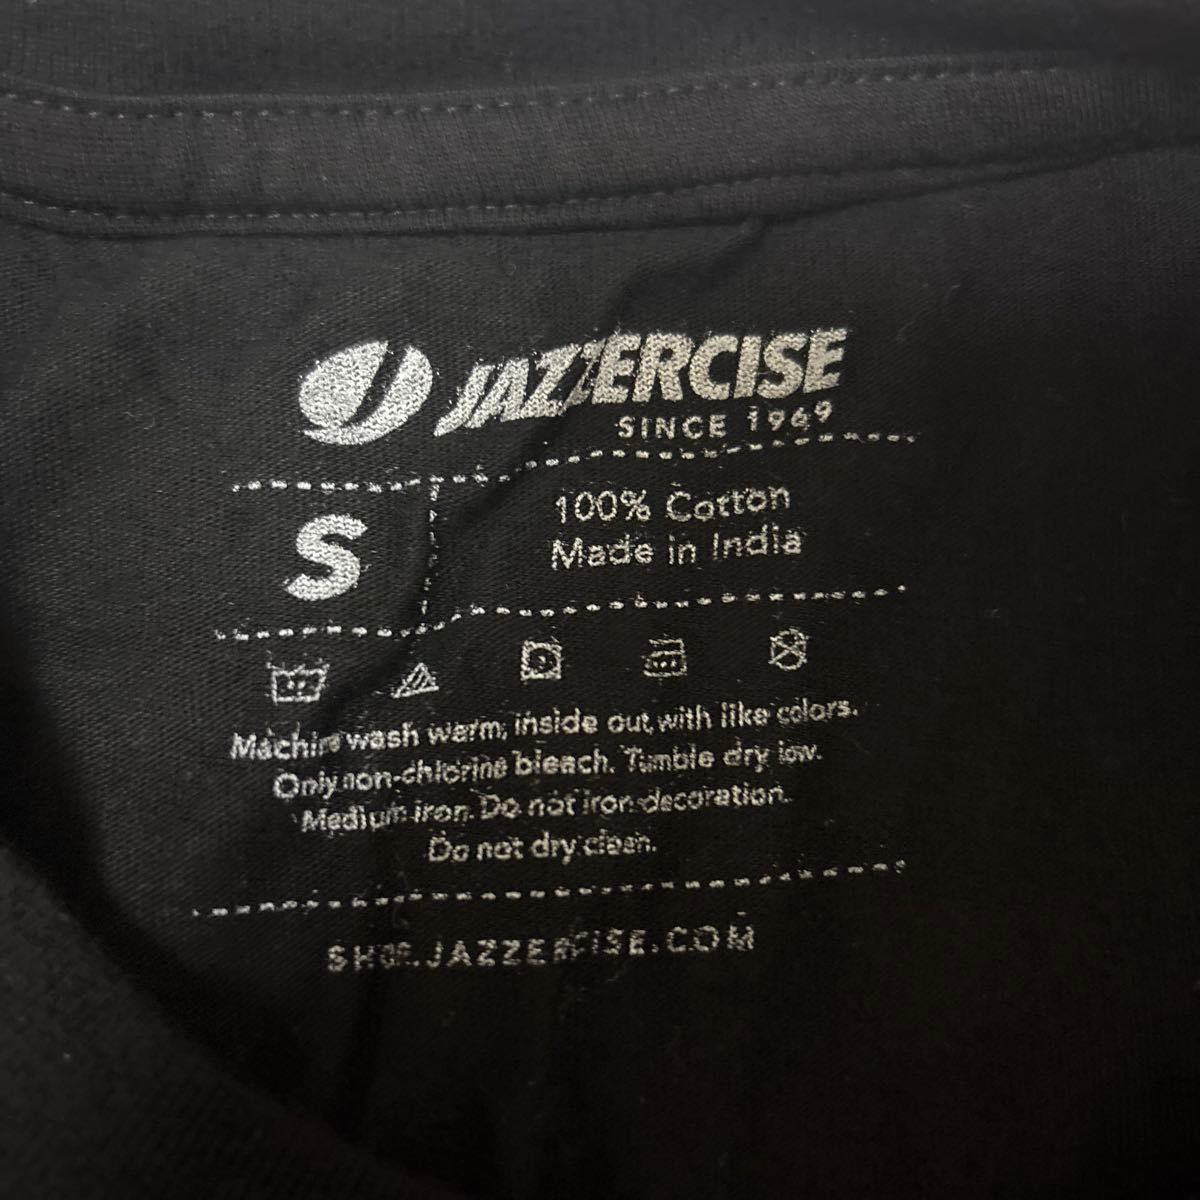 JAZZERCISE
SINCE 1969
S
100% Cotton
Made in India
Machine wash warm, inside out, with like colors.
Only non-chlorine bleach. Tumble dry low.
Medium iron. Do not iron decoration.
Do not dry clean.
SHOP.JAZZERCISE.COM